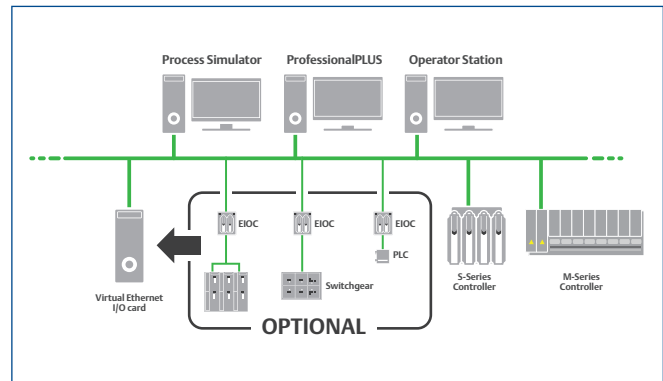 Process Simulator
ProfessionalPLUS
Operator Station
EIOC
EIOC
EIOC
PLC
Switchgear
Virtual Ethernet
I/O card
S-Series
Controller
M-Series
Controller
OPTIONAL